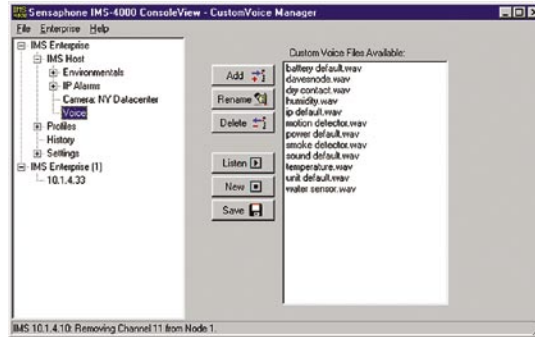 Sensaphone IMS-4000 ConsoleView - CustomVoice Manager
File Enterprise Help
IMS Enterprise
IMS Host
Environmentals
IP Alarms
Camera: NY Datacenter
Voice
Profiles
History
Settings
IMS Enterprise (1)
10.1.4.33
Add
Rename
Delete
Listen
New
Save
Custom Voice Files Available:
battery default.wav
davesnode.wav
dry contact.wav
humidity.wav
ip default.wav
motion detector.wav
power default.wav
smoke detector.wav
sound default.wav
temperature.wav
unit default.wav
water sensor.wav
IMS 10.1.4.10: Removing Channel 11 from Node 1.